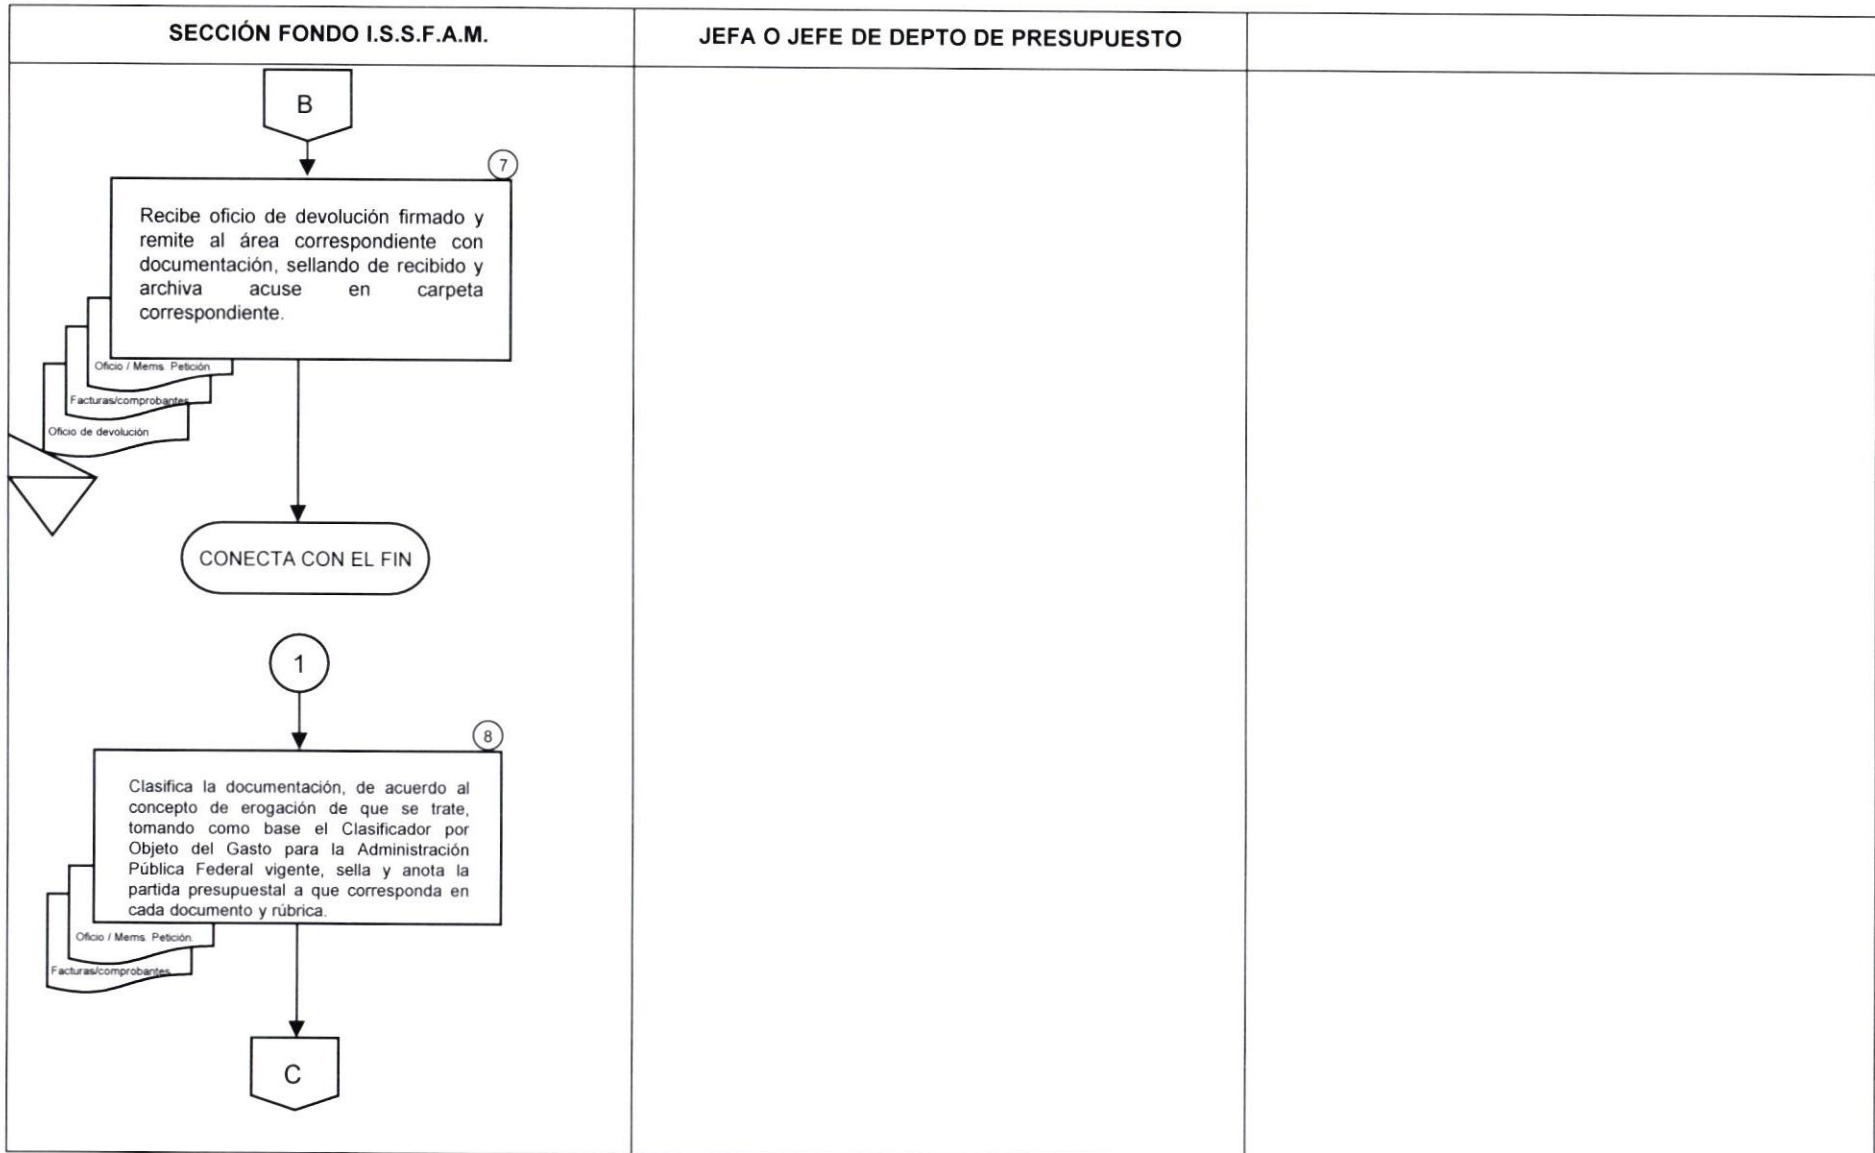 SECCIÓN FONDO I.S.S.F.A.M.
JEFA O JEFE DE DEPTO DE PRESUPUESTO
B
7
Recibe oficio de devolución firmado y
remite al área correspondiente con
documentación, sellando de recibido y
archiva acuse en carpeta
correspondiente.
Oficio / Mems. Petición
Facturas/comprobantes
Oficio de devolución
CONECTA CON EL FIN
1
8
Clasifica la documentación, de acuerdo al
concepto de erogación de que se trate,
tomando como base el Clasificador por
Objeto del Gasto para la Administración
Pública Federal vigente, sella y anota la
partida presupuestal a que corresponda en
cada documento y rúbrica.
Oficio / Mems. Petición.
Facturas/comprobantes
C